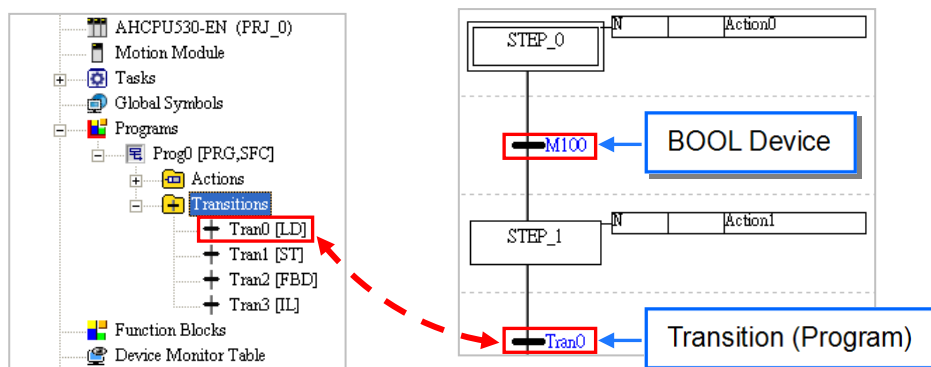 AHCPU530-EN (PRJ_0)
Motion Module
Tasks
Global Symbols
Programs
Prog0 [PRG,SFC]
Actions
Transitions
Tran0 [LD]
Tran1 [ST]
Tran2 [FBD]
Tran3 [IL]
Function Blocks
Device Monitor Table
STEP_0
N Action0
M100
BOOL Device
STEP_1
N Action1
Tran0
Transition (Program)